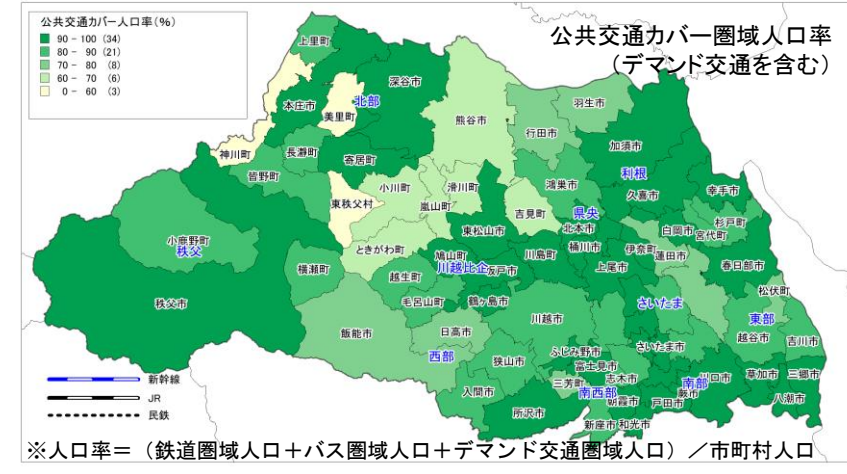 公共交通カバー圏域人口率
（デマンド交通を含む）
公共交通カバー人口率(%)
90 - 100 (34)
80 - 90 (21)
70 - 80 (8)
60 - 70 (6)
0 - 60 (3)
上里町
本庄市
美里町
北部
深谷市
神川町
長瀞町
皆野町
寄居町
熊谷市
行田市
羽生市
加須市
利根
久喜市
幸手市
杉戸町
宮代町
白岡市
鴻巣市
県央
北本市
桶川市
上尾市
伊奈町
蓮田市
春日部市
松伏町
東秩父村
小川町
嵐山町
滑川町
吉見町
東松山市
ときがわ町
鳩山町
川越比企
坂戸市
川島町
小鹿野町
秩父
秩父市
横瀬町
越生町
毛呂山町
鶴ヶ島市
川越市
飯能市
日高市
西部
狭山市
入間市
所沢市
さいたま
さいたま市
東部
越谷市
吉川市
ふじみ野市
富士見市
三芳町
志木市
南西部
朝霞市
新座市
和光市
南部
川口市
蕨市
戸田市
草加市
三郷市
八潮市
新幹線
JR
民鉄
※人口率＝（鉄道圏域人口＋バス圏域人口＋デマンド交通圏域人口）／市町村人口